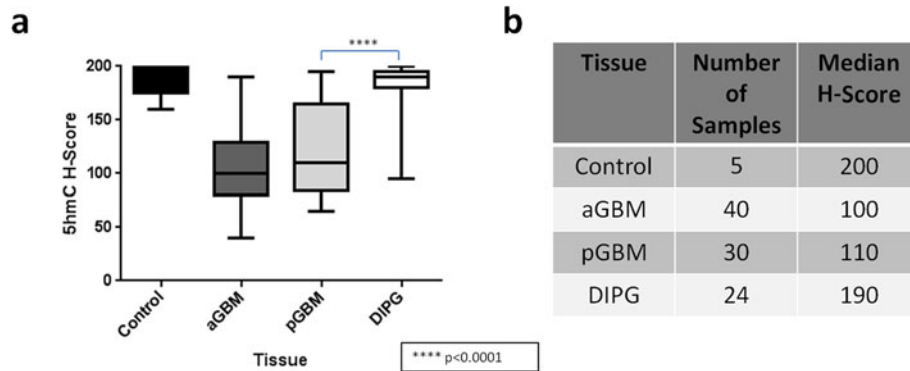 a
****
200
150
100
50
0
5hmC H-Score
Control
aGBM
pGBM
DIPG
Tissue
**** p<0.0001
b
Tissue Number of Samples Median H-Score
Control 5 200
aGBM 40 100
pGBM 30 110
DIPG 24 190